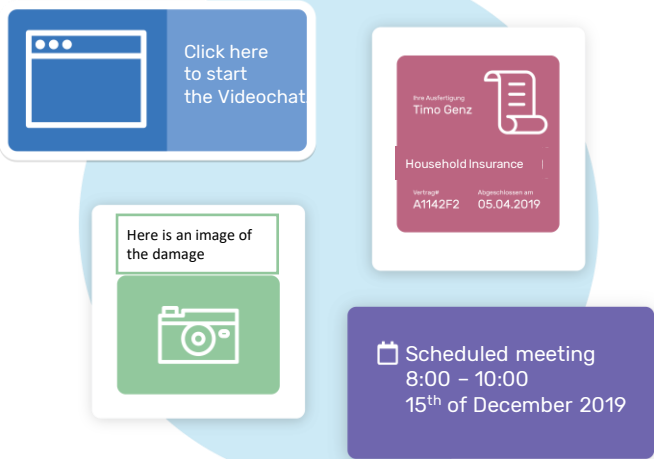 Click here
to start
the Videochat
Ihre Ausfertigung
Timo Genz
Household Insurance
Vertrag#
Abgeschlossen am
A1142F2
05.04.2019
Here is an image of
the damage
Scheduled meeting
8:00 – 10:00
15th of December 2019